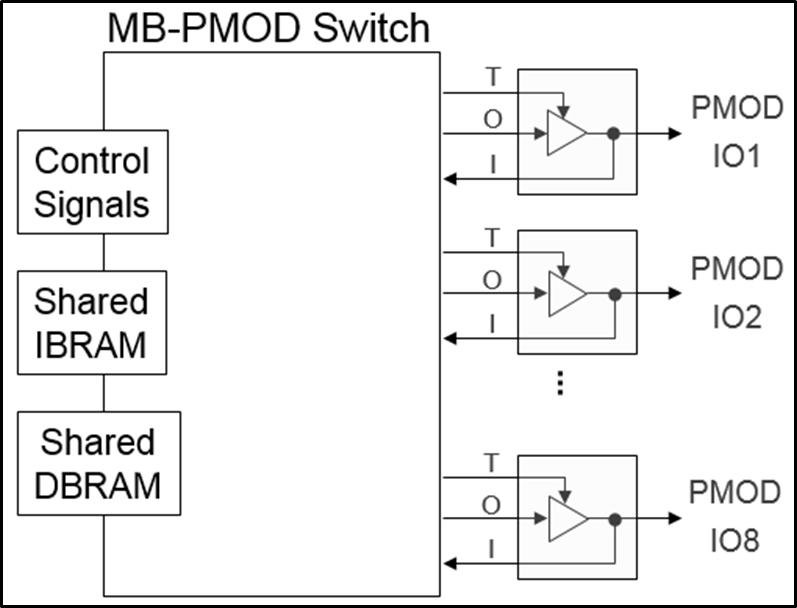 MB-PMOD Switch
Control
Signals
Shared
IBRAM
Shared
DBRAM
T
O
I
PMOD
IO1
T
O
I
PMOD
IO2
T
O
I
PMOD
IO8